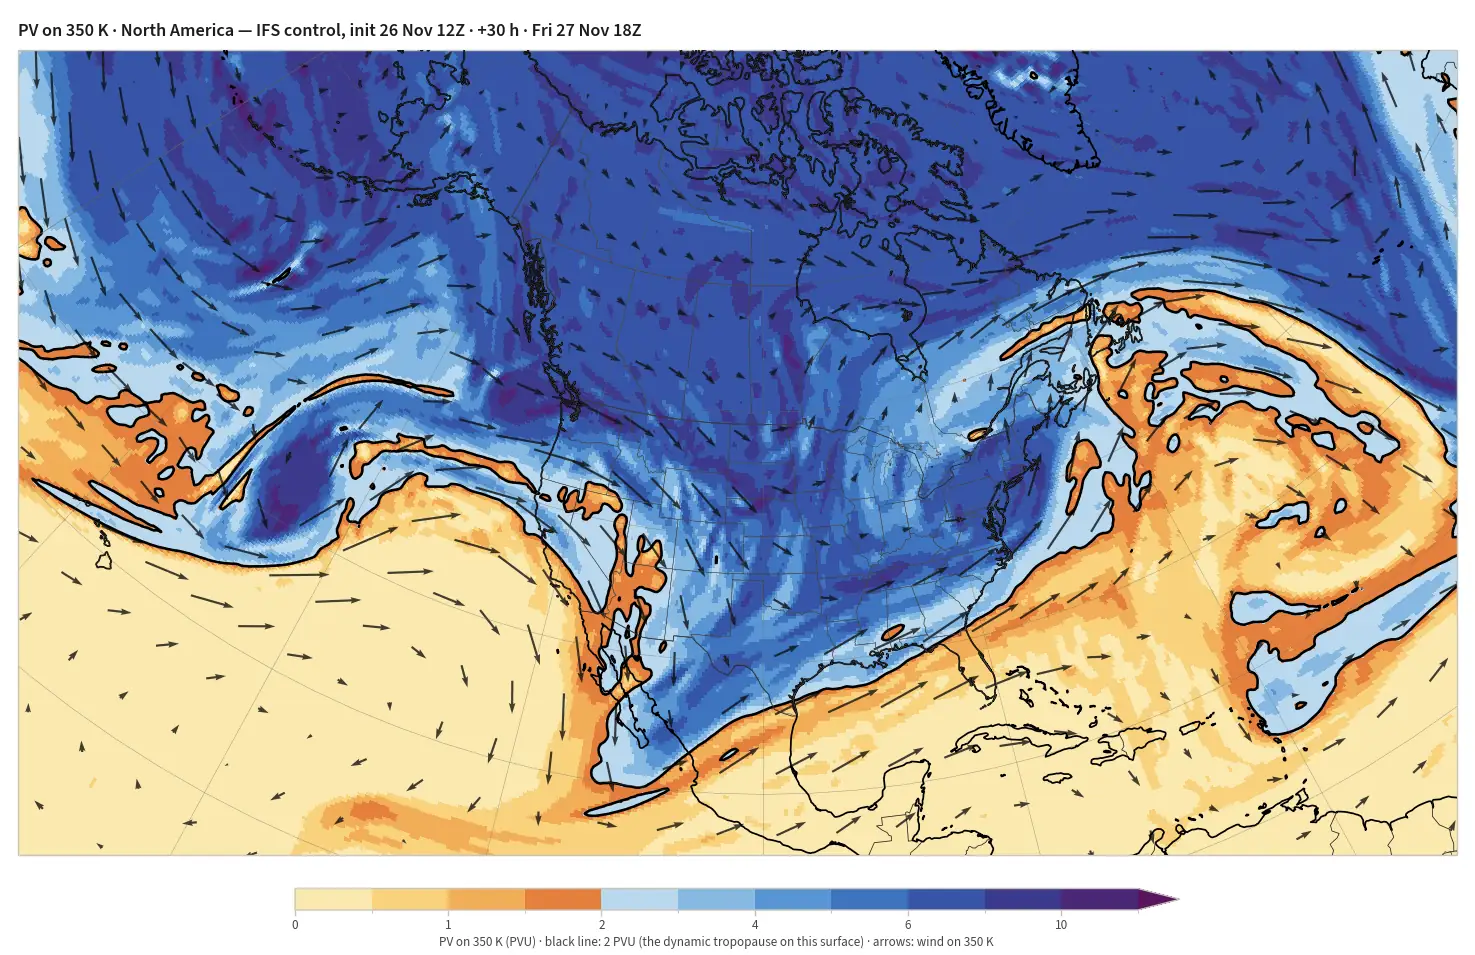 PV on 350 K · North America — IFS control, init 26 Nov 12Z · +30 h · Fri 27 Nov 18Z
0 1 2 4 6 10
PV on 350 K (PVU) · black line: 2 PVU (the dynamic tropopause on this surface) · arrows: wind on 350 K